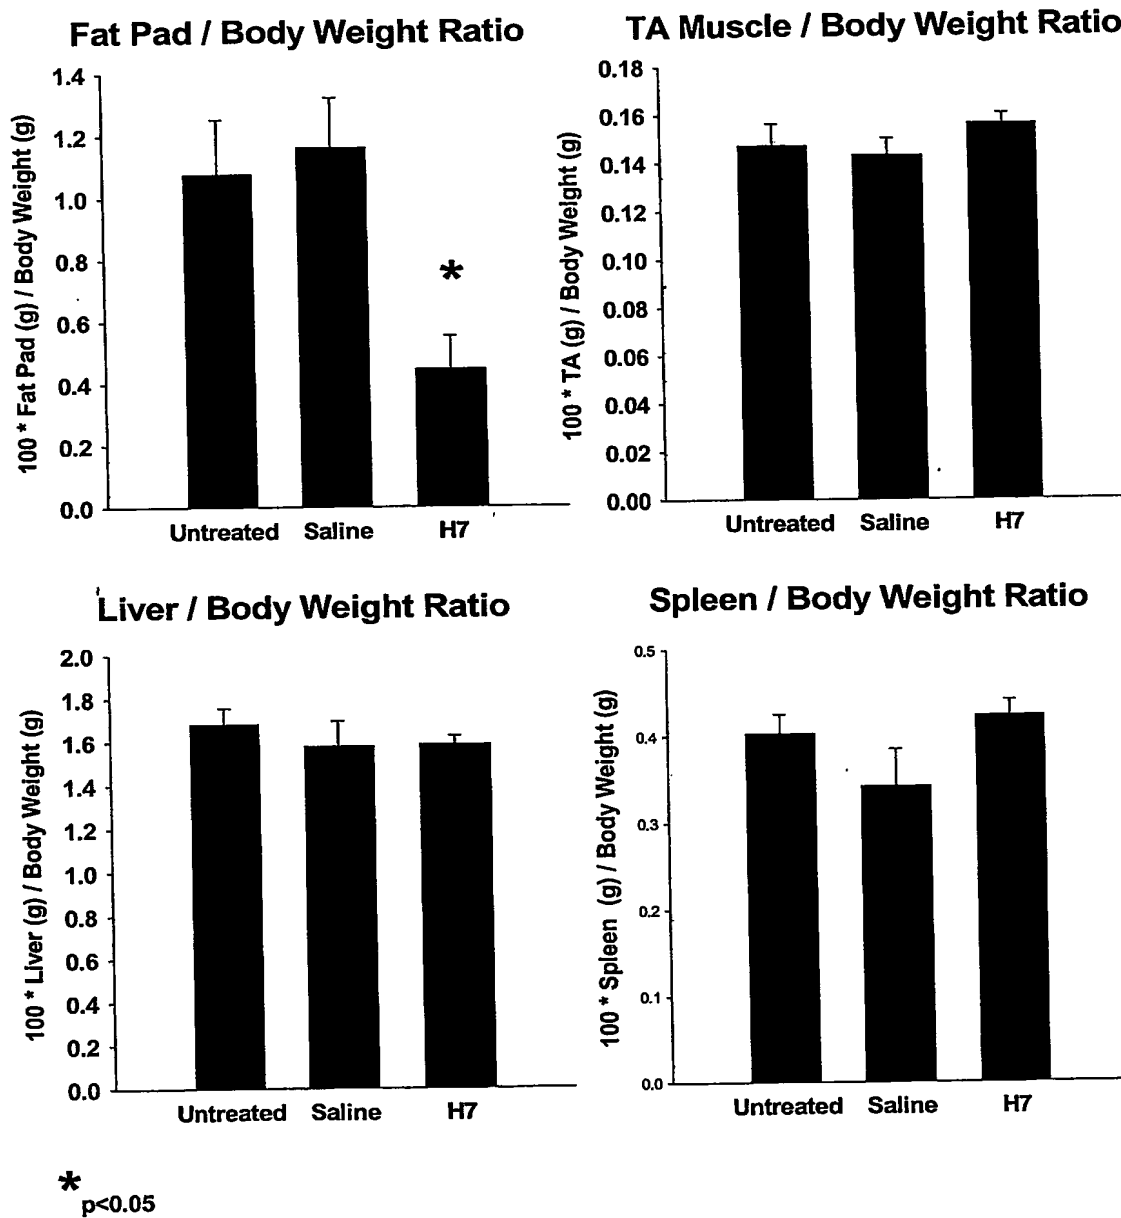 Fat Pad / Body Weight Ratio
100 * Fat Pad (g) / Body Weight (g)
1.4
1.2
1.0
0.8
0.6
0.4
0.2
0.0
*
Untreated Saline H7
TA Muscle / Body Weight Ratio
100 * TA (g) / Body Weight (g)
0.18
0.16
0.14
0.12
0.10
0.08
0.06
0.04
0.02
0.00
Untreated Saline H7
Liver / Body Weight Ratio
100 * Liver (g) / Body Weight (g)
2.0
1.8
1.6
1.4
1.2
1.0
0.8
0.6
0.4
0.2
0.0
Untreated Saline H7
Spleen / Body Weight Ratio
100 * Spleen (g) / Body Weight (g)
0.5
0.4
0.3
0.2
0.1
0.0
Untreated Saline H7
* p<0.05